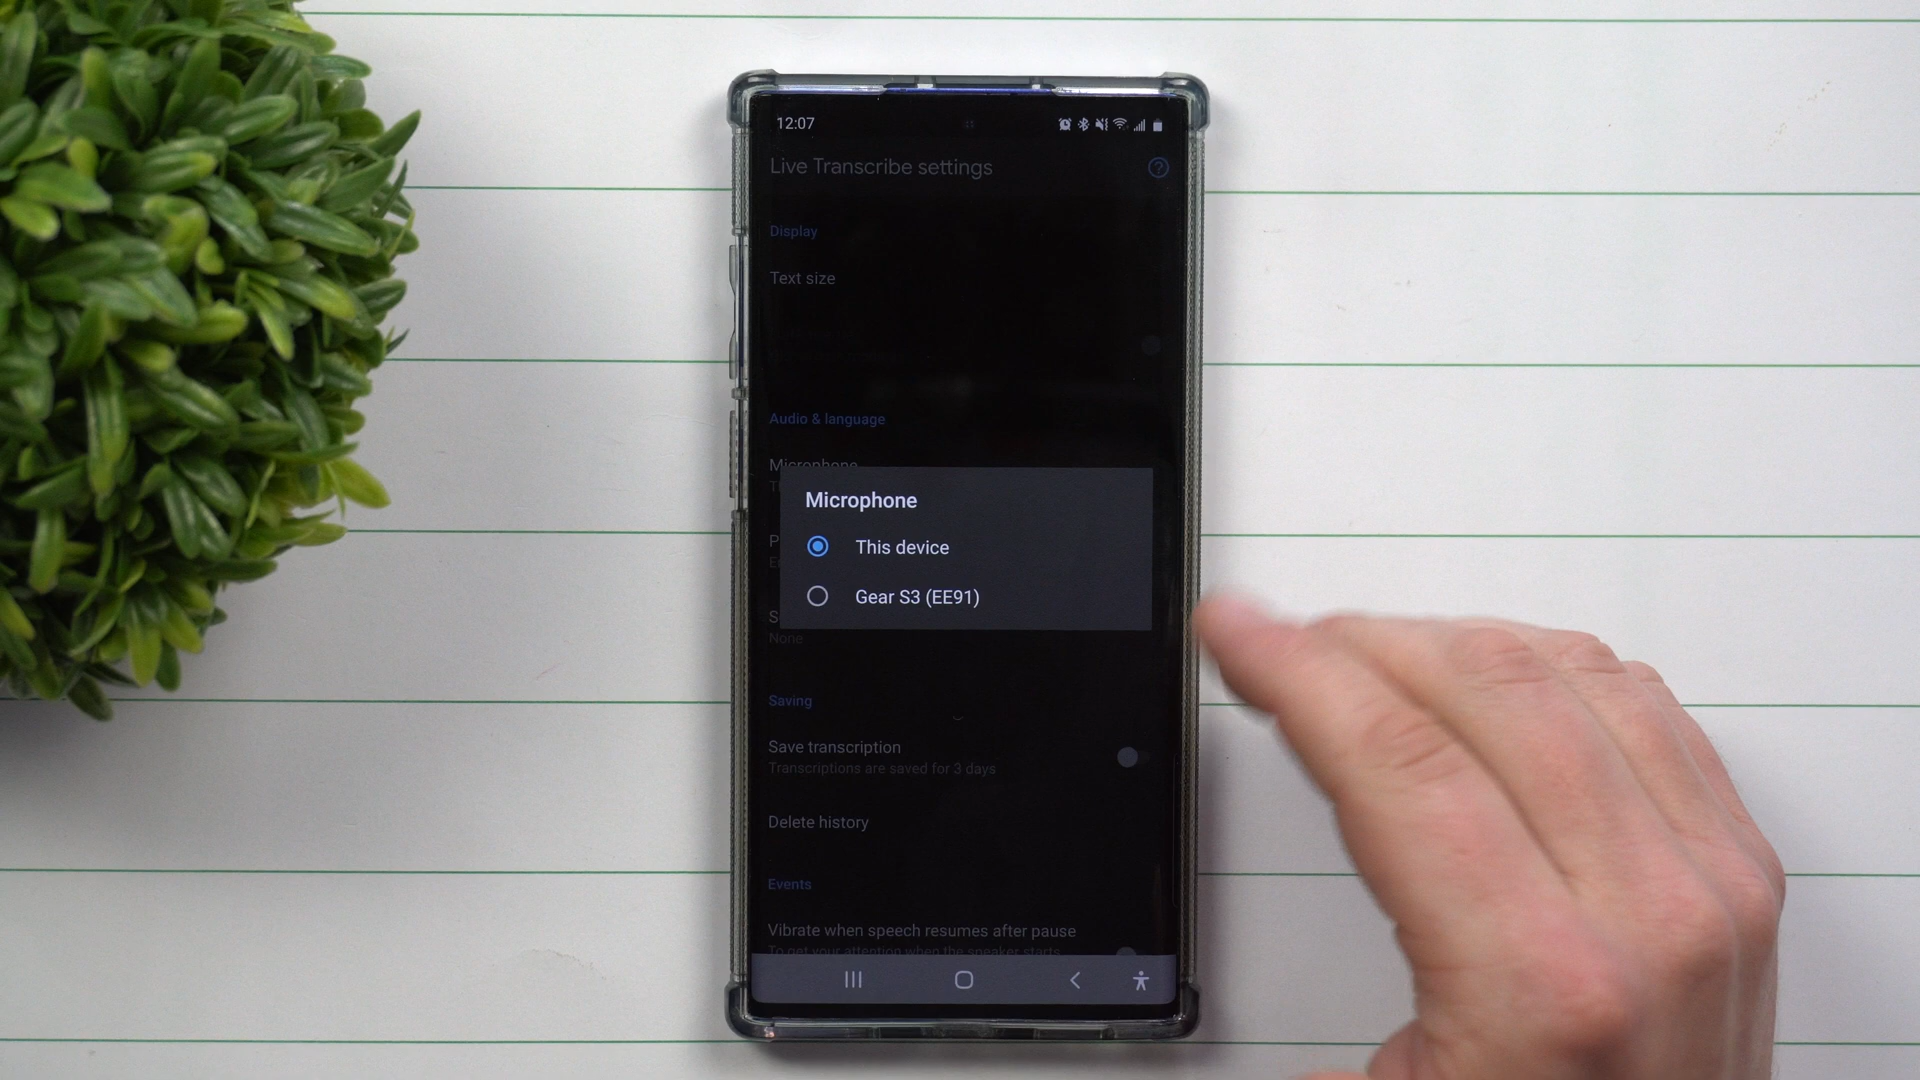 12:07
Live Transcribe settings
Display
Text size
Audio & language
Microphone
Microphone
This device
Gear S3 (EE91)
None
Saving
Save transcription
Transcriptions are saved for 3 days
Delete history
Events
Vibrate when speech resumes after pause
To get your attention when the speaker starts